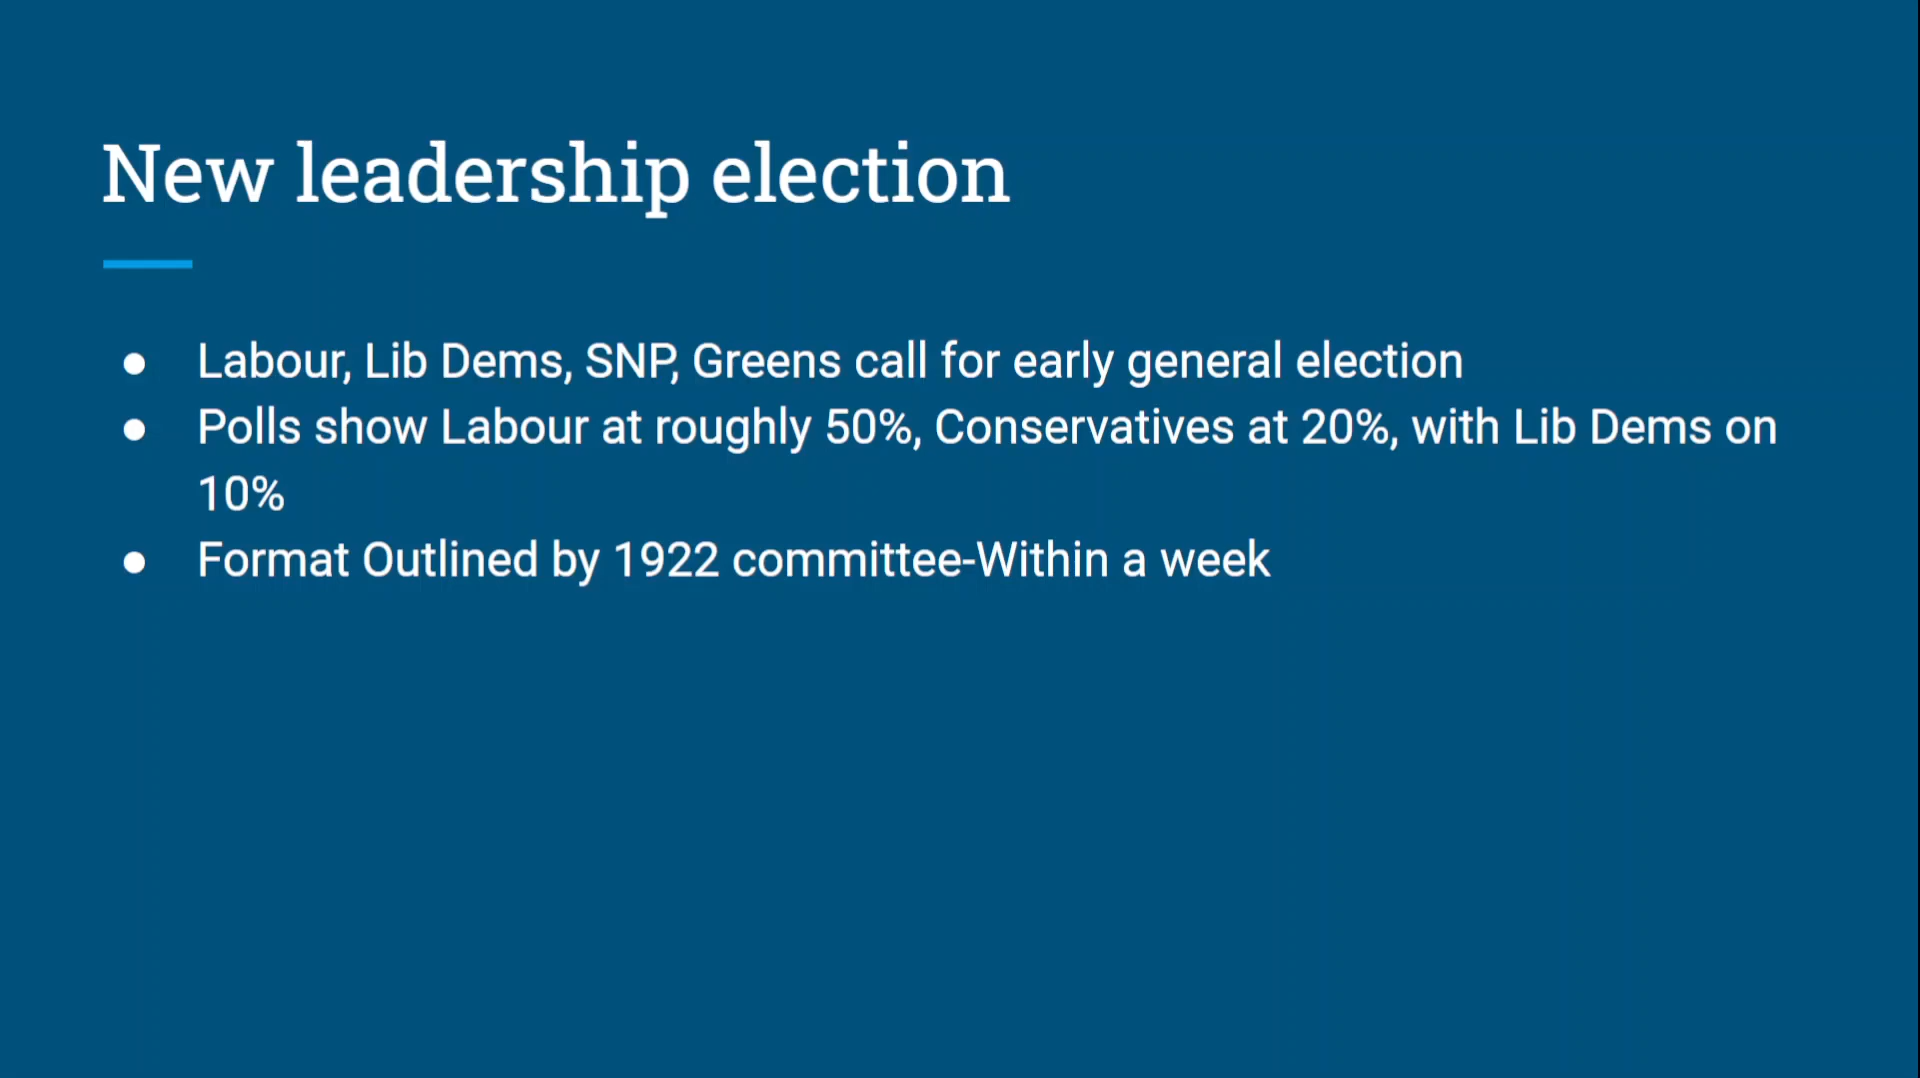 New leadership election
● Labour, Lib Dems, SNP, Greens call for early general election
● Polls show Labour at roughly 50%, Conservatives at 20%, with Lib Dems on
10%
● Format Outlined by 1922 committee-Within a week